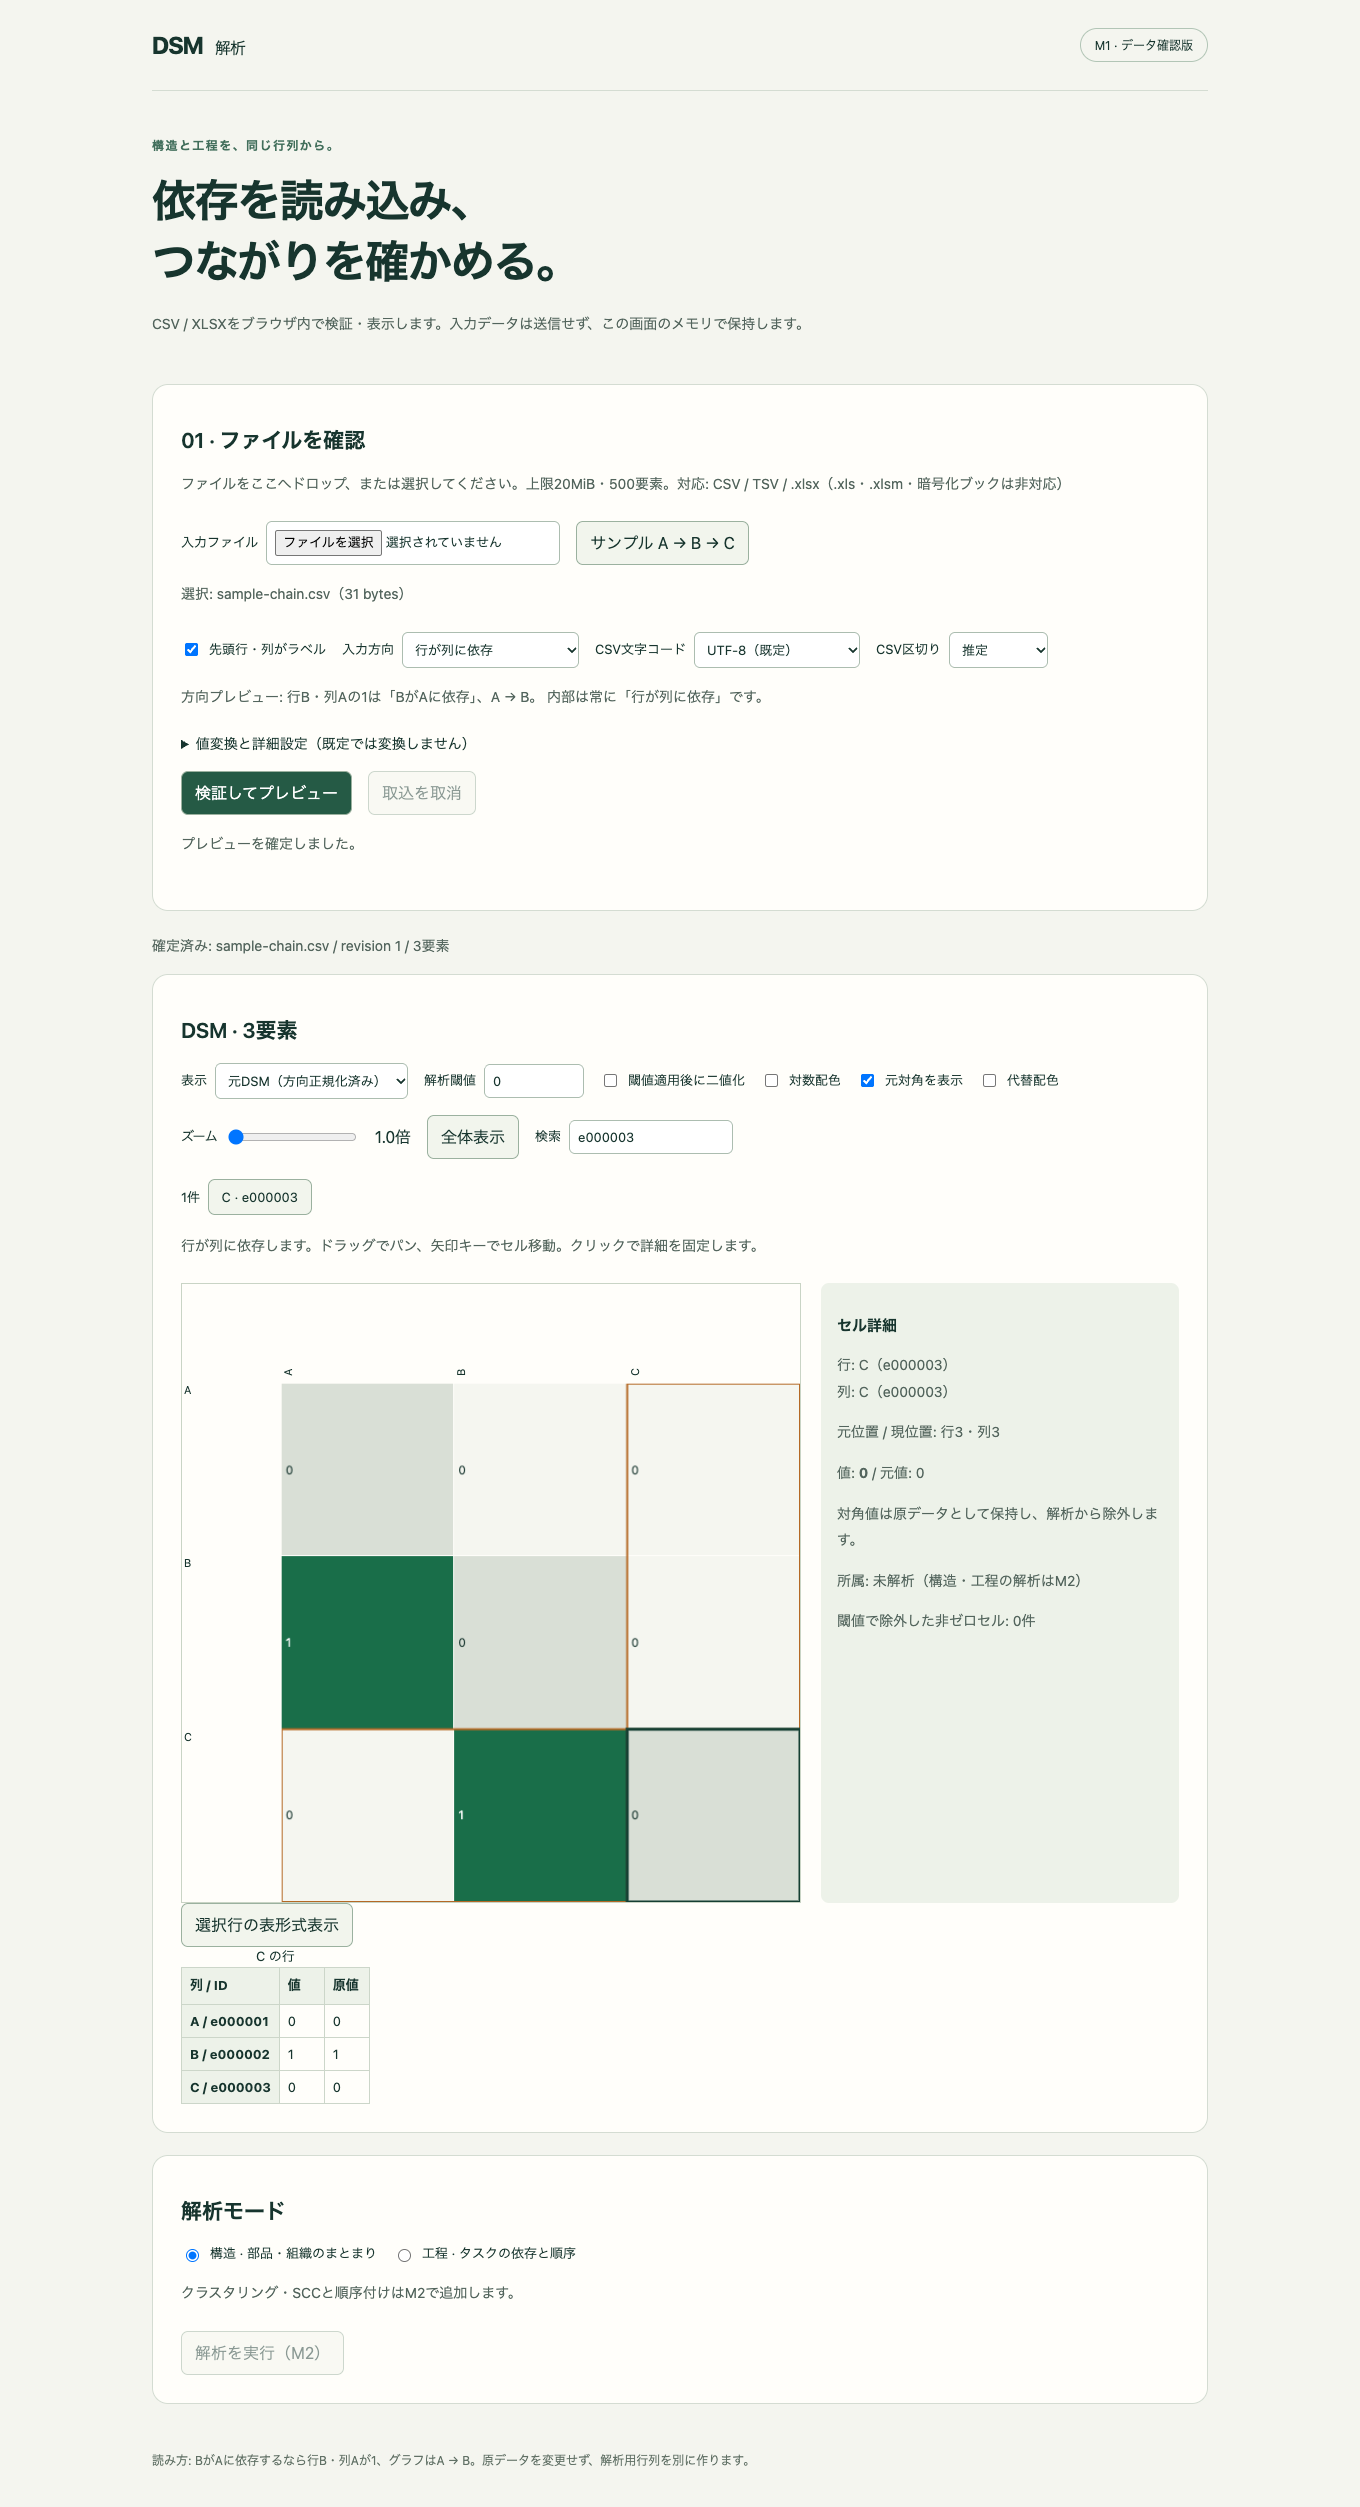 DSM 解析
M1 · データ確認版
構造と工程を、同じ行列から。
依存を読み込み、
つながりを確かめる。
CSV / XLSXをブラウザ内で検証・表示します。入力データは送信せず、この画面のメモリで保持します。
01 · ファイルを確認
ファイルをここへドロップ、または選択してください。上限20MiB・500要素。対応: CSV / TSV / .xlsx（.xls・.xlsm・暗号化ブックは非対応）
入力ファイル ファイルを選択 選択されていません サンプル A → B → C
選択: sample-chain.csv（31 bytes）
先頭行・列がラベル 入力方向 行が列に依存 CSV文字コード UTF-8（既定） CSV区切り 推定
方向プレビュー: 行B・列Aの1は「BがAに依存」、A → B。 内部は常に「行が列に依存」です。
▶ 値変換と詳細設定（既定では変換しません）
検証してプレビュー 取込を取消
プレビューを確定しました。
確定済み: sample-chain.csv / revision 1 / 3要素
DSM · 3要素
表示 元DSM（方向正規化済み） 解析閾値 0 閾値適用後に二値化 対数配色 元対角を表示 代替配色
ズーム 1.0倍 全体表示 検索 e000003
1件 C · e000003
行が列に依存します。ドラッグでパン、矢印キーでセル移動。クリックで詳細を固定します。
A B C
A
0 0 0
B
1 0 0
C
0 1 0
セル詳細
行: C（e000003）
列: C（e000003）
元位置 / 現位置: 行3・列3
値: 0 / 元値: 0
対角値は原データとして保持し、解析から除外しま
す。
所属: 未解析（構造・工程の解析はM2）
閾値で除外した非ゼロセル: 0件
選択行の表形式表示
C の行
列 / ID 値 原値
A / e000001 0 0
B / e000002 1 1
C / e000003 0 0
解析モード
構造 · 部品・組織のまとまり 工程 · タスクの依存と順序
クラスタリング・SCCと順序付けはM2で追加します。
解析を実行（M2）
読み方: BがAに依存するなら行B・列Aが1、グラフはA → B。原データを変更せず、解析用行列を別に作ります。